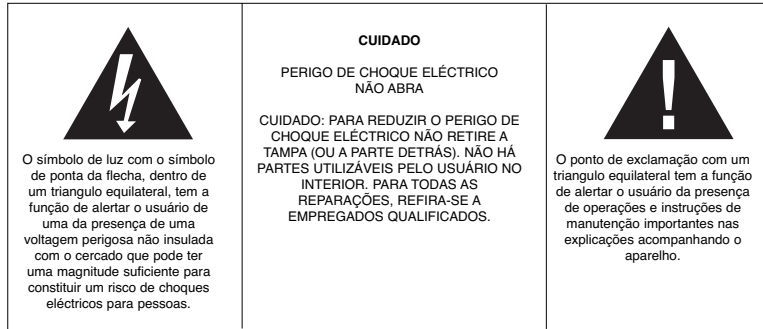 O símbolo de luz com o símbolo
de ponta da flecha, dentro de
um triangulo equilateral, tem a
função de alertar o usuário de
uma da presença de uma
voltagem perigosa não insulada
com o cercado que pode ter
uma magnitude suficiente para
constituir um risco de choques
eléctricos para pessoas.
CUIDADO
PERIGO DE CHOQUE ELÉCTRICO
NÃO ABRA
CUIDADO: PARA REDUZIR O PERIGO DE
CHOQUE ELÉCTRICO NÃO RETIRE A
TAMPA (OU A PARTE DETRÁS). NÃO HÁ
PARTES UTILIZÁVEIS PELO USUÁRIO NO
INTERIOR. PARA TODAS AS
REPARAÇÕES, REFIRA-SE A
EMPREGADOS QUALIFICADOS.
!
O ponto de exclamação com um
triangulo equilateral tem a função
de alertar o usuário da presença
de operações e instruções de
manutenção importantes nas
explicações acompanhando o
aparelho.